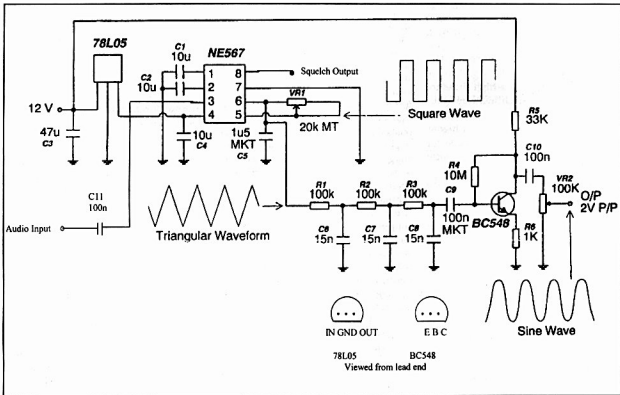 78L05
C1
10u
NE567
C2
10u
1
2
3
4
8
7
6
5
Squelch Output
VR1
20k MT
Square Wave
12 V
47u
C3
10u
C4
1u5
MKT
C5
R5
33K
C10
100n
R4
10M
VR2
100K
O/P
2V P/P
C11
100n
Audio Input
Triangular Waveform
R1
100k
R2
100k
R3
100k
C9
100n
MKT
BC548
R6
1K
C6
15n
C7
15n
C8
15n
IN GND OUT
E B C
78L05
BC548
Viewed from lead end
Sine Wave